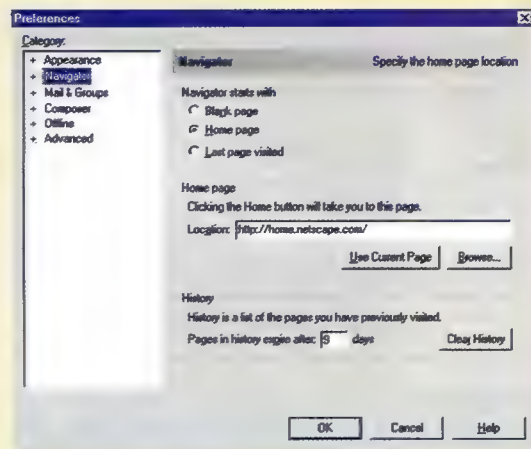 Preferences
Category:
+ Appearance
+ Navigator
+ Mail & Groups
+ Composer
+ Offline
+ Advanced
Navigator Specify the home page location
Navigator starts with
Blank page
Home page
Last page visited
Home page
Clicking the Home button will take you to this page.
Location: http://home.netscape.com/
Use Current Page Browse...
History
History is a list of the pages you have previously visited.
Pages in history expire after: 9 days Clear History
OK Cancel Help